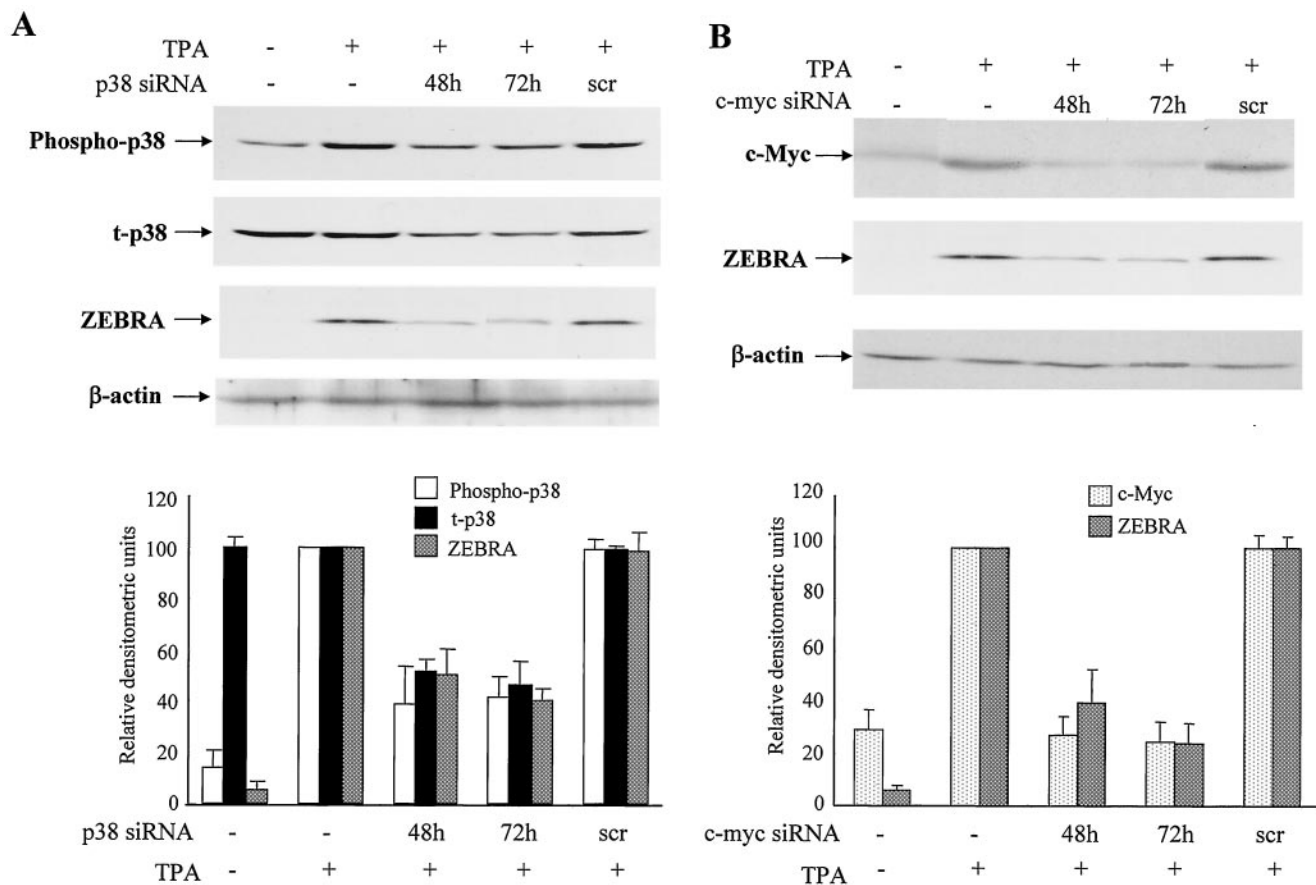 A
TPA - + + + +
p38 siRNA - - 48h 72h scr
Phospho-p38
t-p38
ZEBRA
β-actin
Relative densitometric units
120
100
80
60
40
20
0
Phospho-p38
t-p38
ZEBRA
p38 siRNA - - 48h 72h scr
TPA - + + + +
B
TPA - + + + +
c-myc siRNA - - 48h 72h scr
c-Myc
ZEBRA
β-actin
Relative densitometric units
120
100
80
60
40
20
0
c-Myc
ZEBRA
c-myc siRNA - - 48h 72h scr
TPA - + + + +